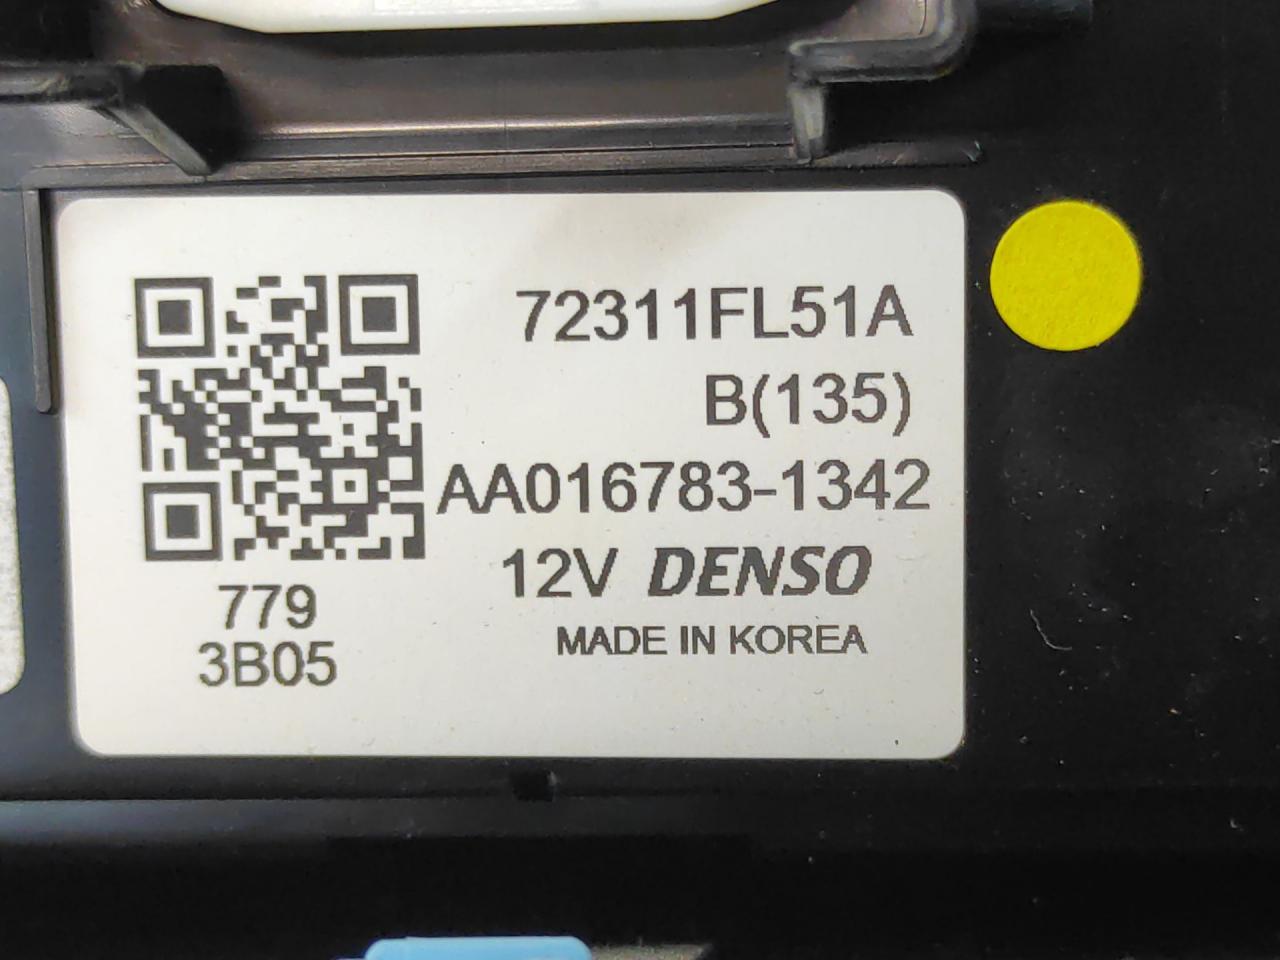 72311FL51A
B(135)
AA016783-1342
12V DENSO
MADE IN KOREA
779
3B05